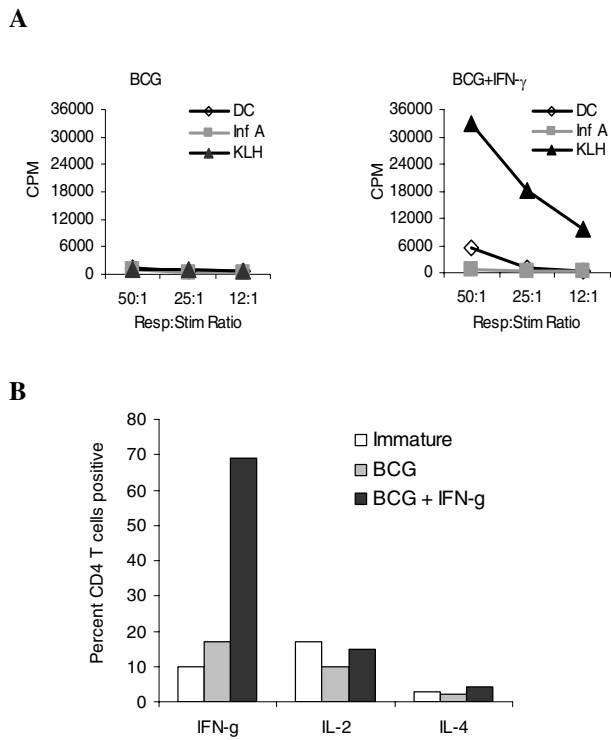 A
BCG
36000
30000
24000
18000
12000
6000
0
CPM
DC
Inf A
KLH
50:1 25:1 12:1
Resp:Stim Ratio
BCG+IFN-γ
36000
30000
24000
18000
12000
6000
0
CPM
DC
Inf A
KLH
50:1 25:1 12:1
Resp:Stim Ratio
B
80
70
60
50
40
30
20
10
0
Percent CD4 T cells positive
Immature
BCG
BCG + IFN-g
IFN-g IL-2 IL-4